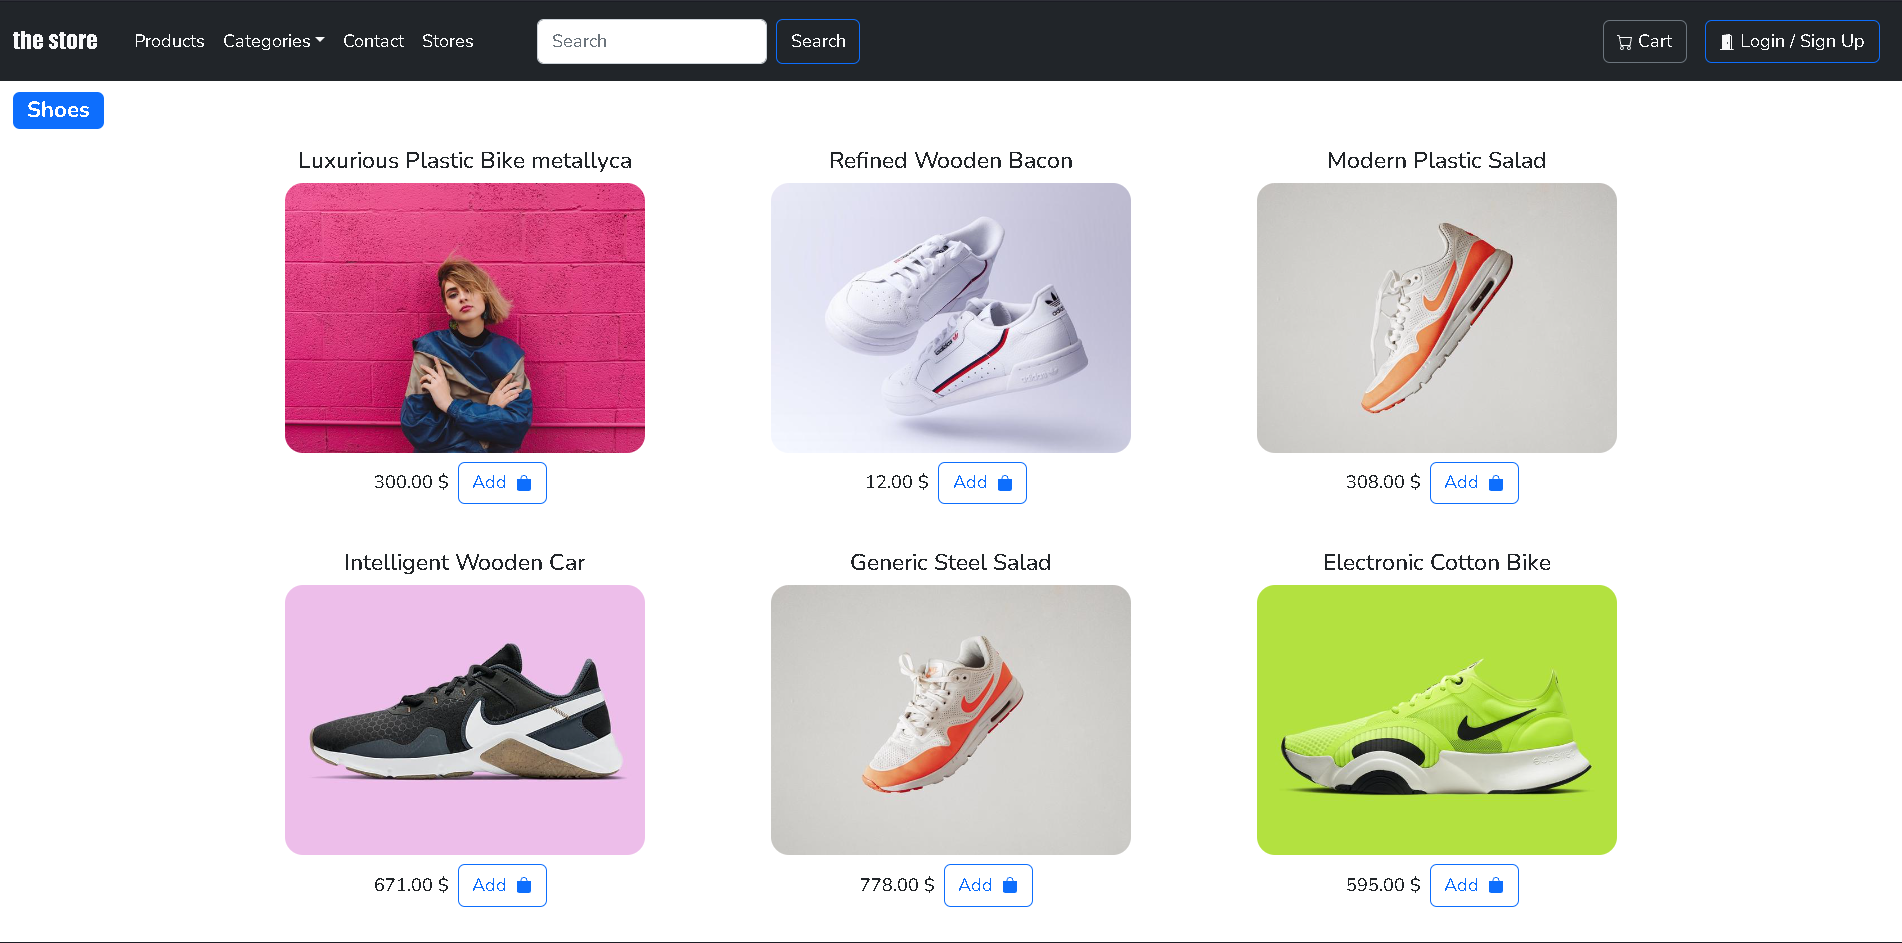 the store Products Categories Contact Stores Search Search Cart Login / Sign Up
Shoes
Luxurious Plastic Bike metallyca
Refined Wooden Bacon
Modern Plastic Salad
300.00 $ Add
12.00 $ Add
308.00 $ Add
Intelligent Wooden Car
Generic Steel Salad
Electronic Cotton Bike
671.00 $ Add
778.00 $ Add
595.00 $ Add